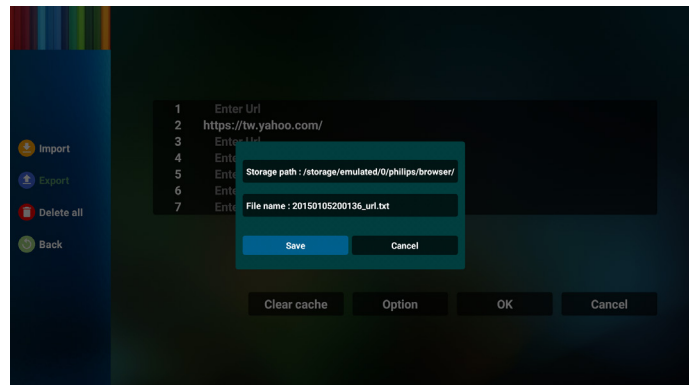 1 Enter Url
2 https://tw.yahoo.com/
3 Enter Url
4 Ente
5 Ente
6 Ente
7 Ente
Import
Export
Delete all
Back
Storage path : /storage/emulated/0/philips/browser/
File name : 20150105200136_url.txt
Save Cancel
Clear cache Option OK Cancel